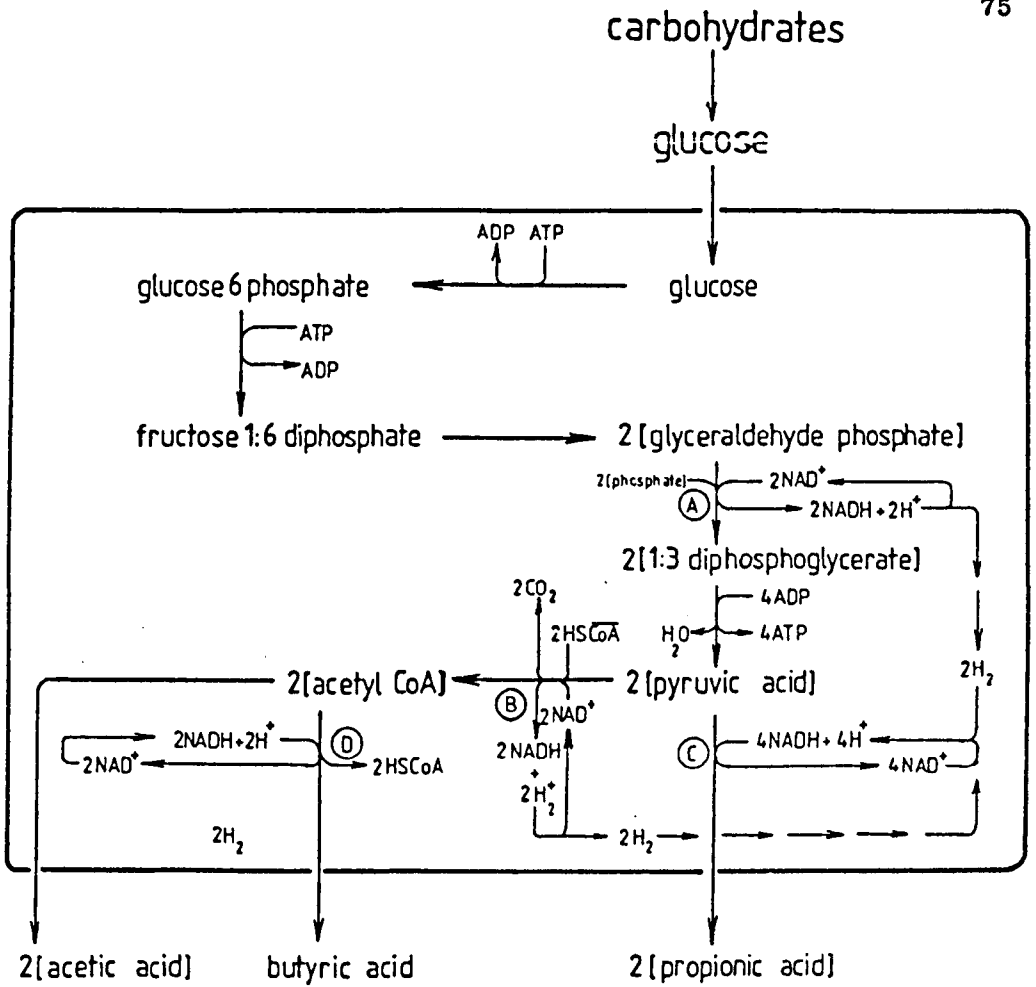 75
carbohydrates
glucose
ADP ATP
glucose 6 phosphate
glucose
ATP
ADP
fructose 1:6 diphosphate
2[glyceraldehyde phosphate]
2[phosphate]
2NAD⁺
A
2NADH + 2H⁺
2[1:3 diphosphoglycerate]
2CO₂
4ADP
2HSCoA
H₂O
4ATP
2H₂
2[acetyl CoA]
2[pyruvic acid]
B
2NAD⁺
2NADH+2H⁺
D
2NADH
C
4NADH + 4H⁺
2NAD⁺
2HSCoA
+
4NAD⁺
2H₂⁺
2H₂
2H₂
2[acetic acid]
butyric acid
2[propionic acid]